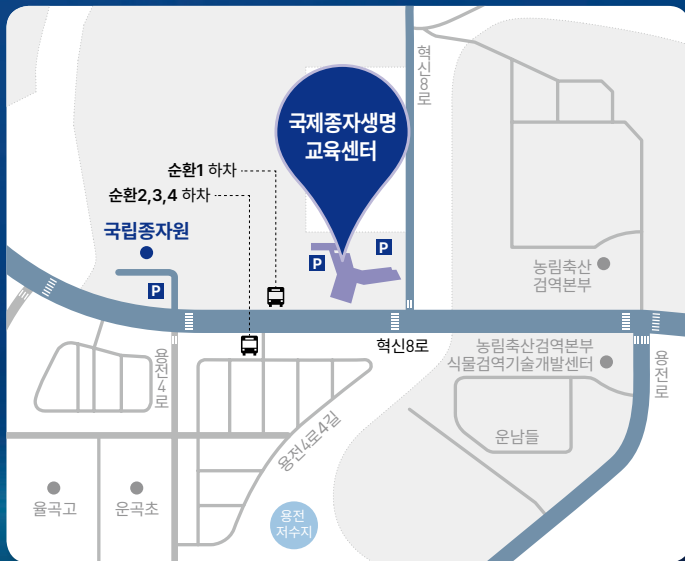 혁신8로
국제종자생명
교육센터
순환1 하차
순환2,3,4 하차
국립종자원
P
P
P
농림축산
검역본부
혁신8로
농림축산검역본부
식물검역기술개발센터
용전4로
용전로
용전4로4길
운남들
율곡고
운곡초
용전
저수지